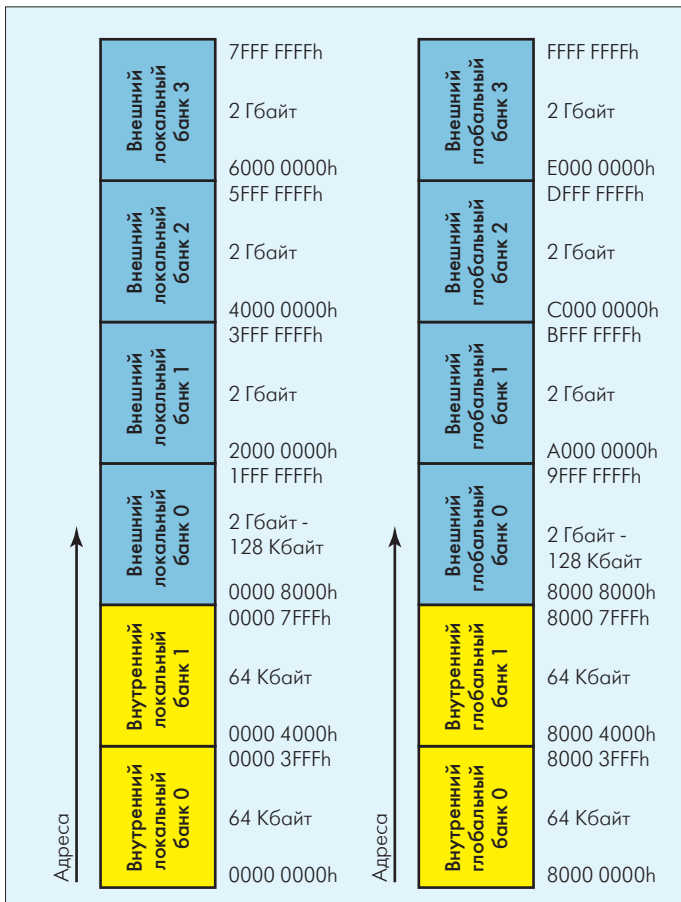 7FFF FFFFh
Внешний
локальный
банк 3
2 Гбайт
6000 0000h
5FFF FFFFh
Внешний
локальный
банк 2
2 Гбайт
4000 0000h
3FFF FFFFh
Внешний
локальный
банк 1
2 Гбайт
2000 0000h
1FFF FFFFh
Внешний
локальный
банк 0
2 Гбайт -
128 Кбайт
0000 8000h
0000 7FFFh
Внутренний
локальный
банк 1
64 Кбайт
0000 4000h
0000 3FFFh
Внутренний
локальный
банк 0
64 Кбайт
0000 0000h
Адреса
FFFF FFFFh
Внешний
глобальный
банк 3
2 Гбайт
E000 0000h
DFFF FFFFh
Внешний
глобальный
банк 2
2 Гбайт
C000 0000h
BFFF FFFFh
Внешний
глобальный
банк 1
2 Гбайт
A000 0000h
9FFF FFFFh
Внешний
глобальный
банк 0
2 Гбайт -
128 Кбайт
8000 8000h
8000 7FFFh
Внутренний
глобальный
банк 1
64 Кбайт
8000 4000h
8000 3FFFh
Внутренний
глобальный
банк 0
64 Кбайт
8000 0000h
Адреса